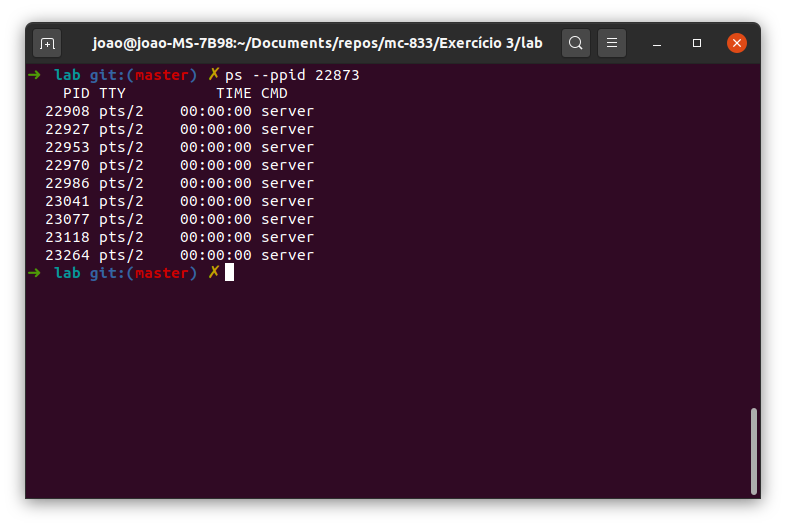 joao@joao-MS-7B98:~/Documents/repos/mc-833/Exercício 3/lab
➜ lab git:(master) ✗ ps --ppid 22873
PID TTY TIME CMD
22908 pts/2 00:00:00 server
22927 pts/2 00:00:00 server
22953 pts/2 00:00:00 server
22970 pts/2 00:00:00 server
22986 pts/2 00:00:00 server
23041 pts/2 00:00:00 server
23077 pts/2 00:00:00 server
23118 pts/2 00:00:00 server
23264 pts/2 00:00:00 server
➜ lab git:(master) ✗